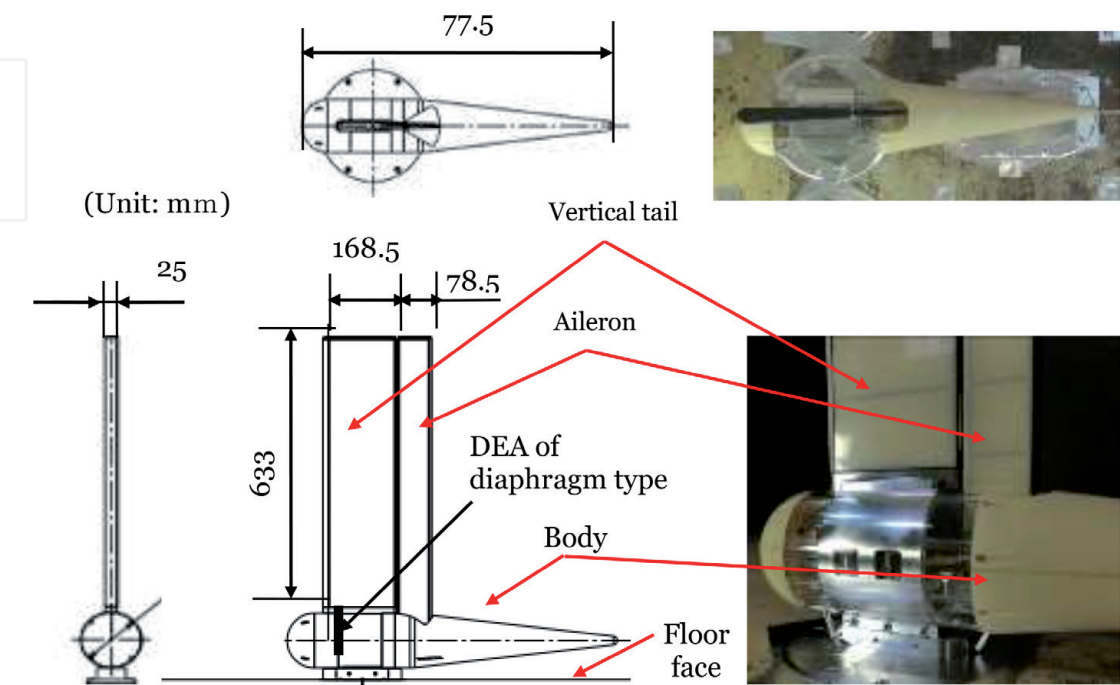 77.5
(Unit: mm)
Vertical tail
168.5
25
78.5
Aileron
633
DEA of
diaphragm type
Body
Floor
face